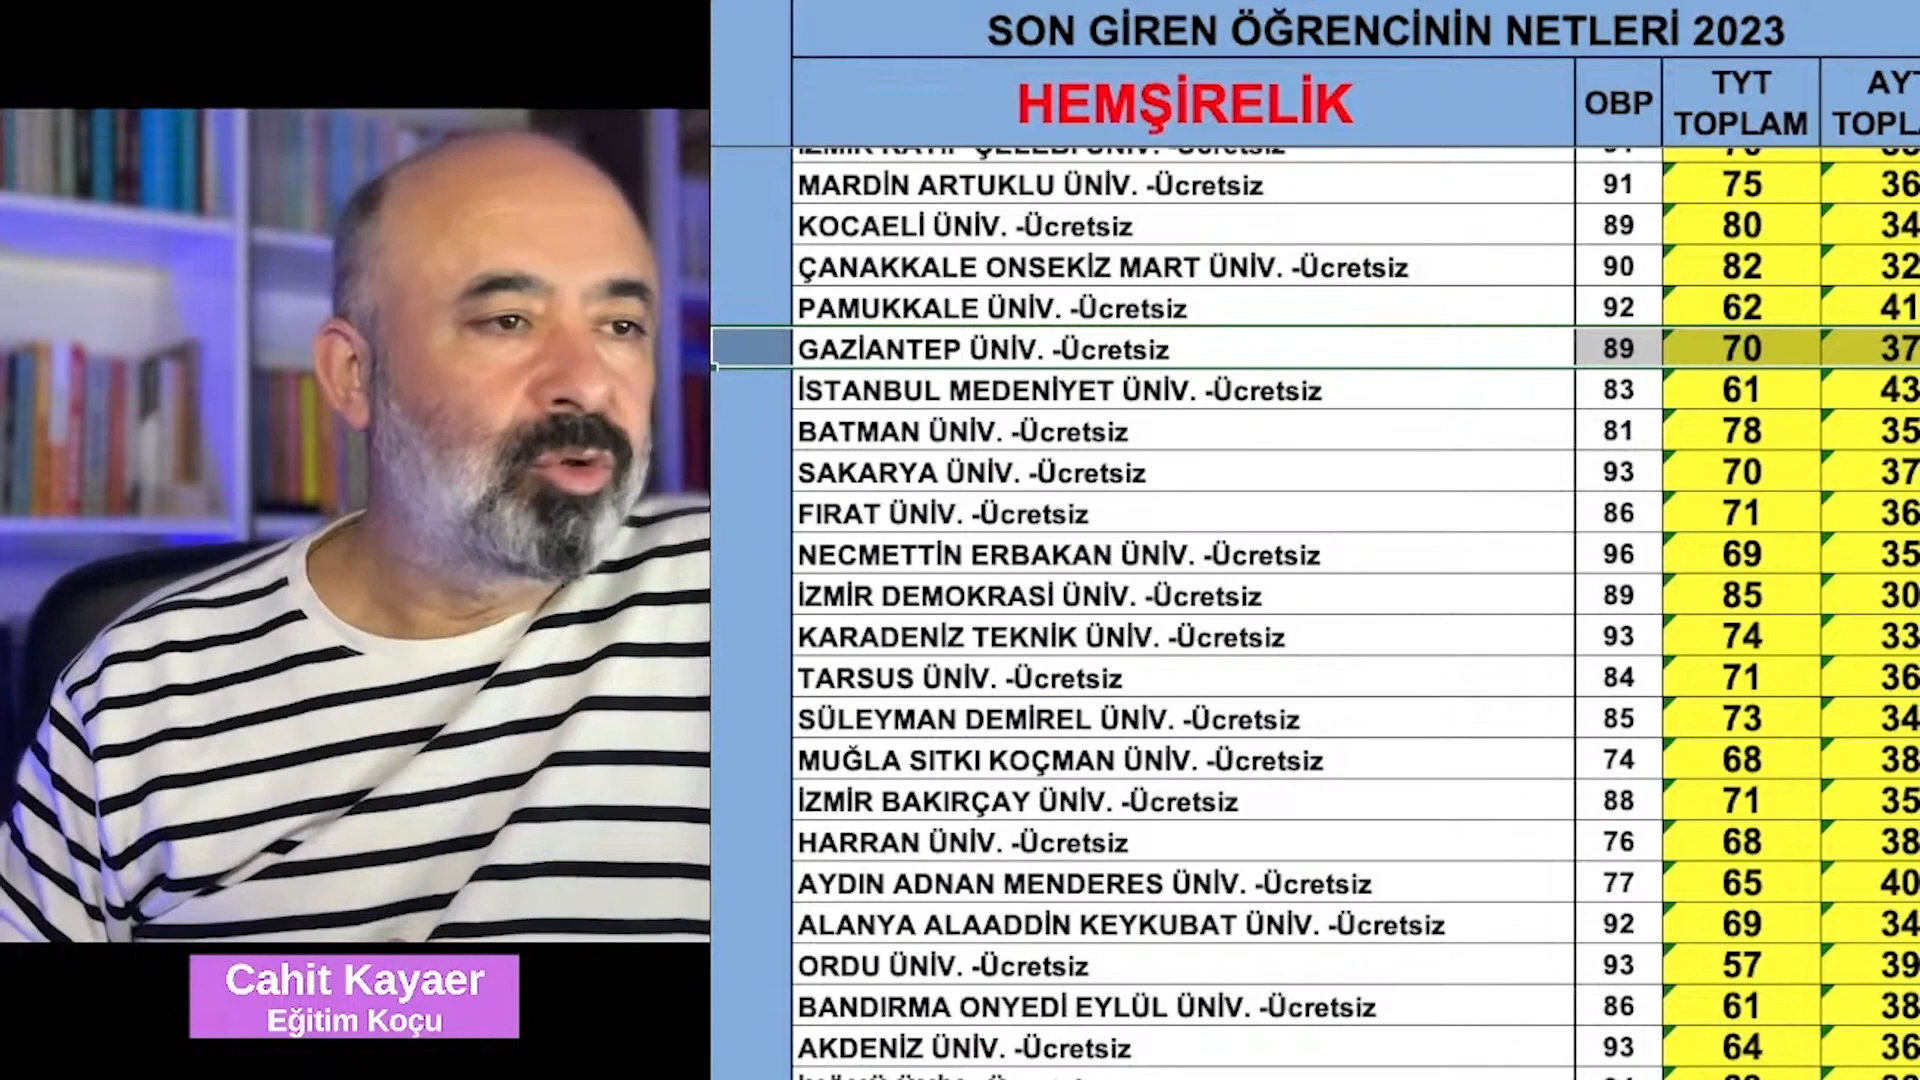 SON GİREN ÖĞRENCİNİN NETLERİ 2023
HEMŞİRELİK OBP TYT TOPLAM
MARDİN ARTUKLU ÜNİV. -Ücretsiz 91 75 36
KOCAELİ ÜNİV. -Ücretsiz 89 80 34
ÇANAKKALE ONSEKİZ MART ÜNİV. -Ücretsiz 90 82 32
PAMUKKALE ÜNİV. -Ücretsiz 92 62 41
GAZİANTEP ÜNİV. -Ücretsiz 89 70 37
İSTANBUL MEDENİYET ÜNİV. -Ücretsiz 83 61 43
BATMAN ÜNİV. -Ücretsiz 81 78 35
SAKARYA ÜNİV. -Ücretsiz 93 70 37
FIRAT ÜNİV. -Ücretsiz 86 71 36
NECMETTİN ERBAKAN ÜNİV. -Ücretsiz 96 69 35
İZMİR DEMOKRASİ ÜNİV. -Ücretsiz 89 85 30
KARADENİZ TEKNİK ÜNİV. -Ücretsiz 93 74 33
TARSUS ÜNİV. -Ücretsiz 84 71 36
SÜLEYMAN DEMİREL ÜNİV. -Ücretsiz 85 73 34
MUĞLA SITKI KOÇMAN ÜNİV. -Ücretsiz 74 68 38
İZMİR BAKIRÇAY ÜNİV. -Ücretsiz 88 71 35
HARRAN ÜNİV. -Ücretsiz 76 68 38
AYDIN ADNAN MENDERES ÜNİV. -Ücretsiz 77 65 40
ALANYA ALAADDİN KEYKUBAT ÜNİV. -Ücretsiz 92 69 34
ORDU ÜNİV. -Ücretsiz 93 57 39
BANDIRMA ONYEDİ EYLÜL ÜNİV. -Ücretsiz 86 61 38
AKDENİZ ÜNİV. -Ücretsiz 93 64 36
Cahit Kayaer
Eğitim Koçu